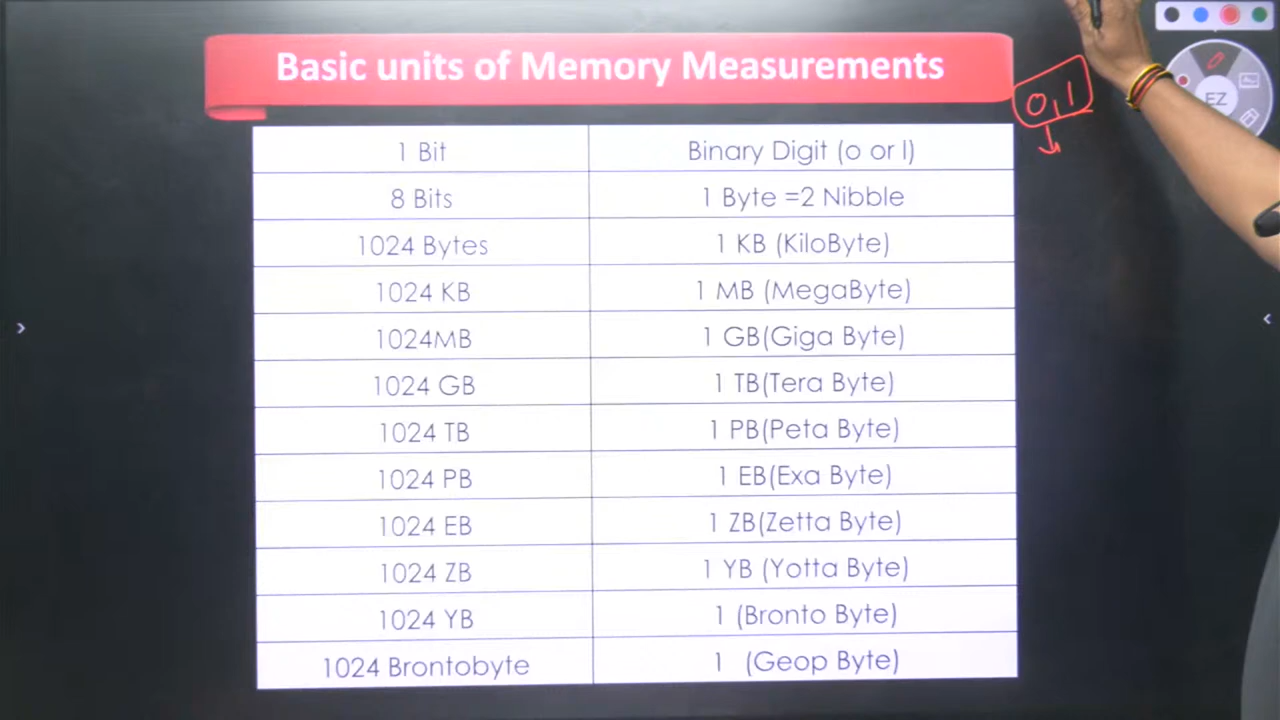 Basic units of Memory Measurements
0, 1
1 Bit Binary Digit (o or I)
8 Bits 1 Byte =2 Nibble
1024 Bytes 1 KB (KiloByte)
1024 KB 1 MB (MegaByte)
1024MB 1 GB(Giga Byte)
1024 GB 1 TB(Tera Byte)
1024 TB 1 PB(Peta Byte)
1024 PB 1 EB(Exa Byte)
1024 EB 1 ZB(Zetta Byte)
1024 ZB 1 YB (Yotta Byte)
1024 YB 1 (Bronto Byte)
1024 Brontobyte 1 (Geop Byte)
EZ